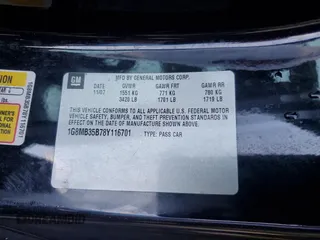 GM
MFD BY GENERAL MOTORS CORP.
DATE GVWR GAWR FRT GAWR RR
11/07 1551 KG 771 KG 780 KG
3420 LB 1701 LB 1719 LB
THIS VEHICLE CONFORMS TO ALL APPLICABLE U.S. FEDERAL MOTOR
VEHICLE SAFETY, BUMPER, AND THEFT PREVENTION STANDARDS IN
EFFECT ON THE DATE OF MANUFACTURE SHOWN ABOVE.
1G8MB35B78Y116701 TYPE: PASS CAR